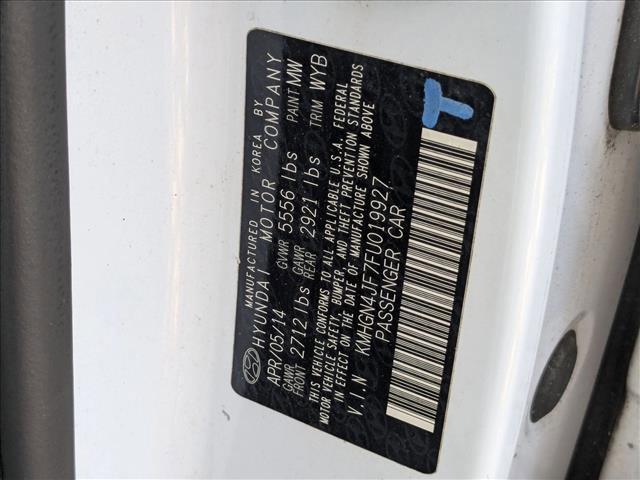 MANUFACTURED IN KOREA BY
HYUNDAI MOTOR COMPANY
APR/05/14 GVWR 5556 lbs PAINT MW
GAWR FRONT 2712 lbs GAWR REAR 2921 lbs TRIM WYB
THIS VEHICLE CONFORMS TO ALL APPLICABLE U.S.A. FEDERAL
MOTOR VEHICLE SAFETY, BUMPER, AND THEFT PREVENTION STANDARDS
IN EFFECT ON THE DATE OF MANUFACTURE SHOWN ABOVE
V.I.N KMHGN4JF7FU019927
PASSENGER CAR
T